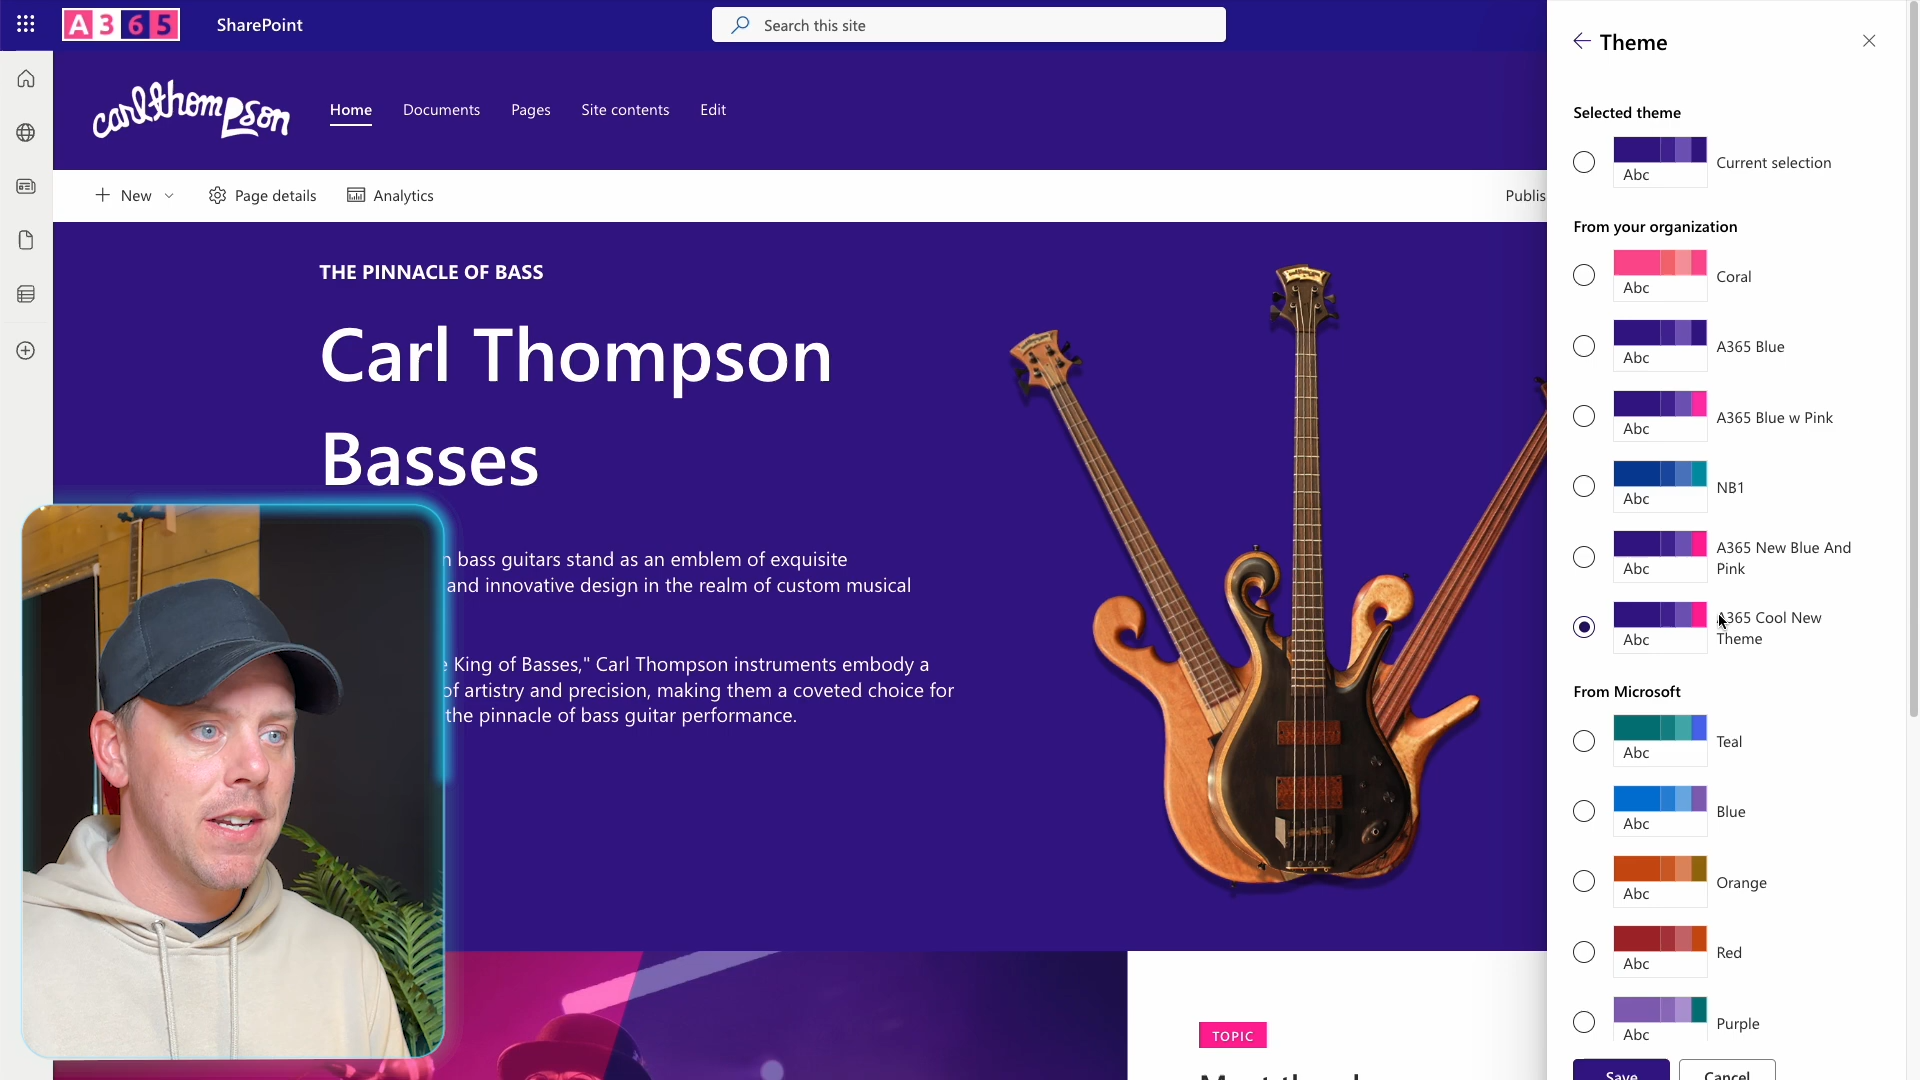 A365
SharePoint
Search this site
carlthompson
Home
Documents
Pages
Site contents
Edit
New
Page details
Analytics
Publis
THE PINNACLE OF BASS
Carl Thompson
Basses
bass guitars stand as an emblem of exquisite
and innovative design in the realm of custom musical
King of Basses," Carl Thompson instruments embody a
of artistry and precision, making them a coveted choice for
the pinnacle of bass guitar performance.
TOPIC
Theme
Selected theme
Abc
Current selection
From your organization
Abc
Coral
Abc
A365 Blue
Abc
A365 Blue w Pink
Abc
NB1
Abc
A365 New Blue And
Pink
Abc
A365 Cool New
Theme
From Microsoft
Abc
Teal
Abc
Blue
Abc
Orange
Abc
Red
Abc
Purple
Save
Cancel